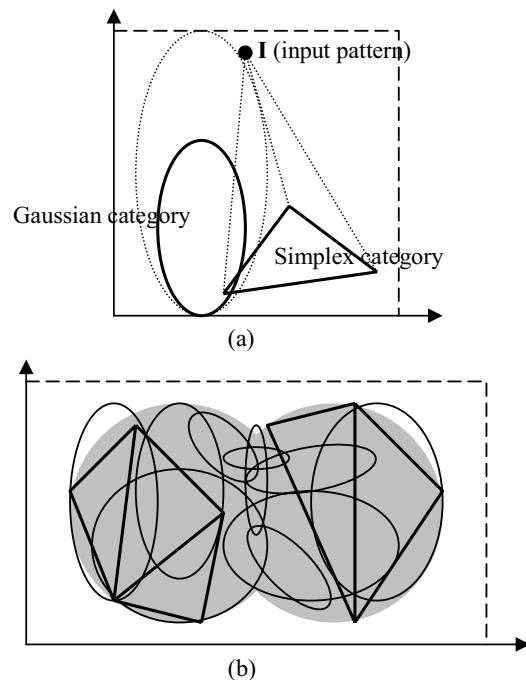 I (input pattern)
Gaussian category
Simplex category
(a)
(b)